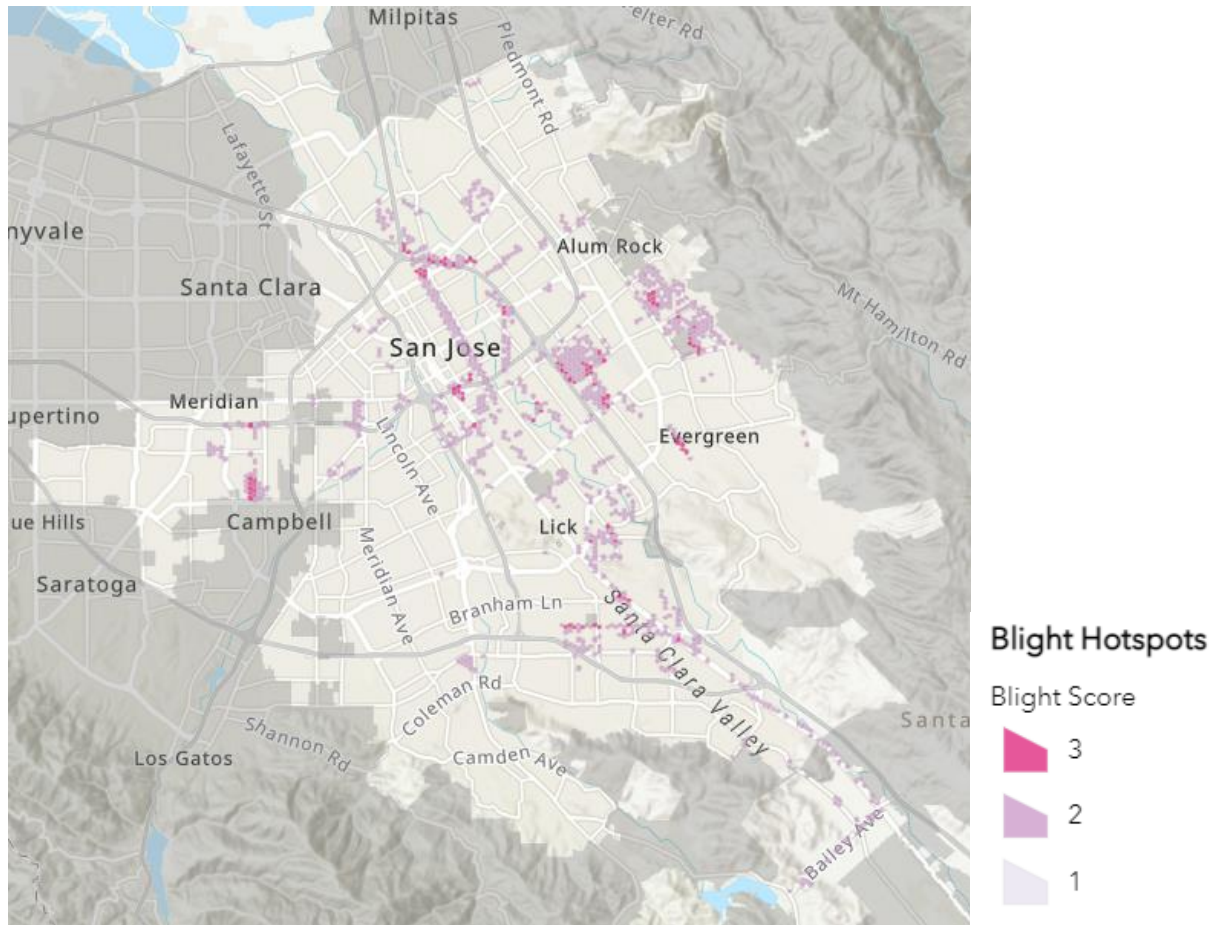 Milpitas
elter Rd
Piedmont Rd
Lafayette St
nyvale
Alum Rock
Santa Clara
Mt Hamilton Rd
San Jose
Meridian
upertino
Lincoln Ave
Evergreen
ue Hills
Campbell
Lick
Meridian Ave
Saratoga
Branham Ln
Santa Clara Valley
Coleman Rd
Santa
Shannon Rd
Los Gatos
Camden Ave
Bailey Ave
Blight Hotspots
Blight Score
3
2
1